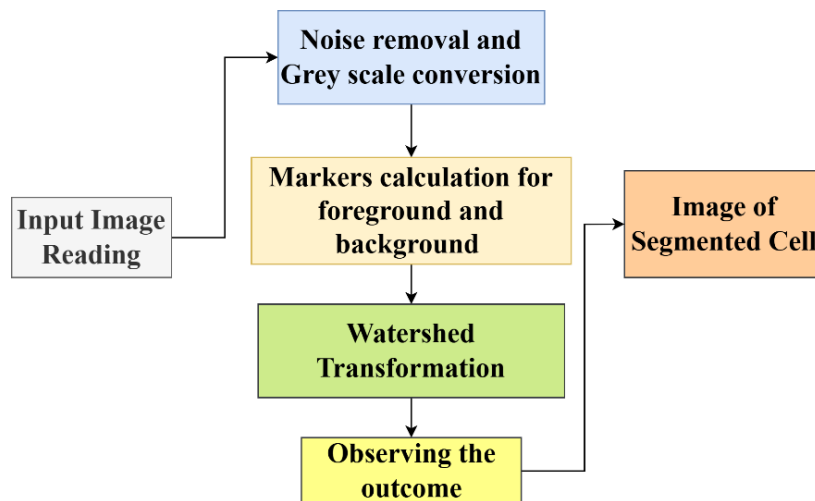 Noise removal and
Grey scale conversion
Markers calculation for
foreground and
background
Input Image
Reading
Image of
Segmented Cell
Watershed
Transformation
Observing the
outcome